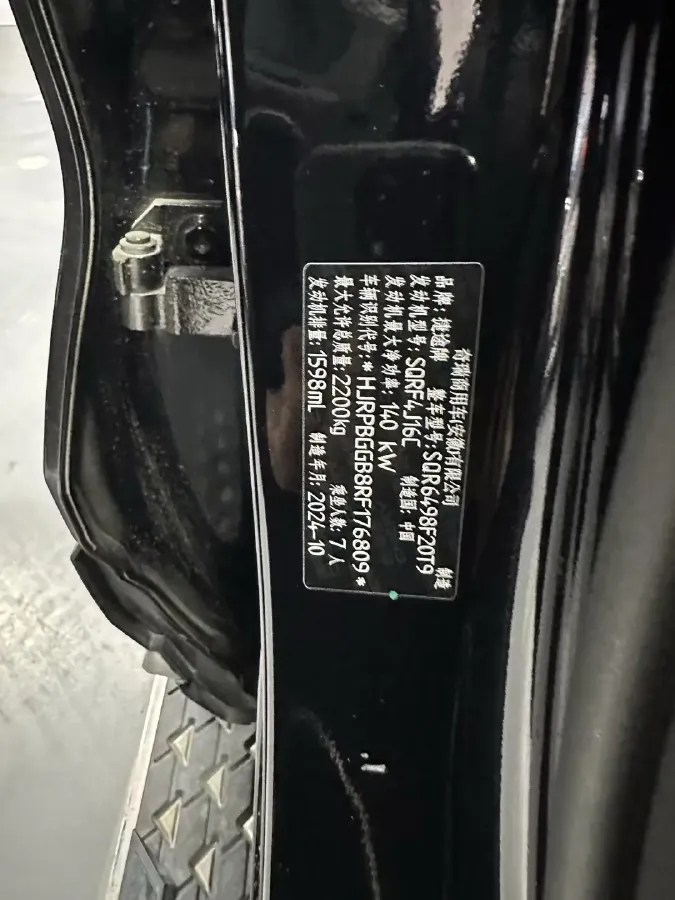 奇瑞商用车(安徽)有限公司 制造
品牌:捷途牌 整车型号:SQR6498F20T9
发动机型号:SQRF4J16C 制造国:中国
发动机最大净功率:140 kW
车辆识别代号:*HJRPBGGB8RF176809*
最大允许总质量:2200kg 乘坐人数:7人
发动机排量:1598mL 制造年月:2024-10